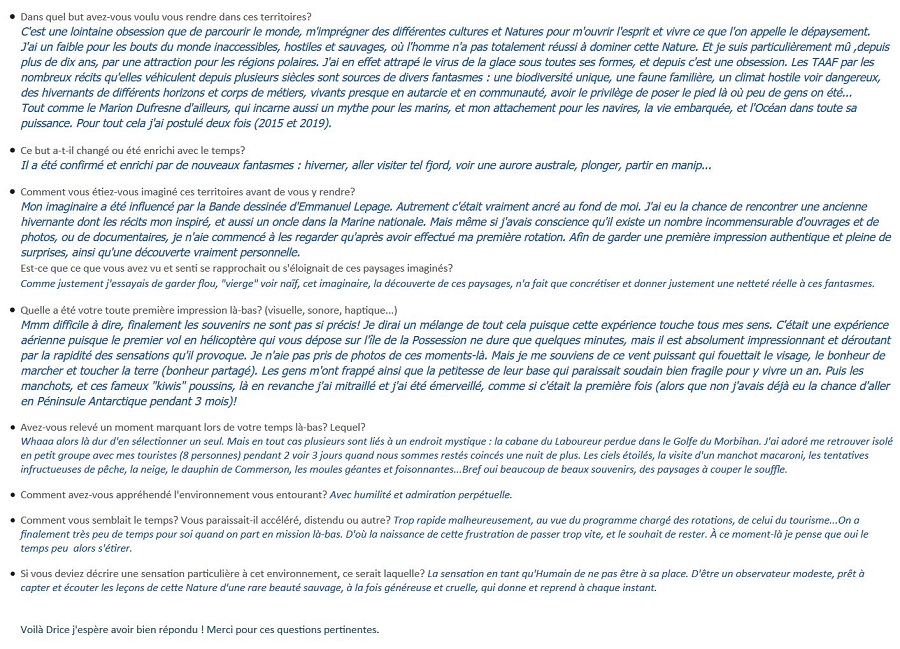 • Dans quel but avez-vous voulu vous rendre dans ces territoires?
C'est une lointaine obsession que de parcourir le monde, m'imprégner des différentes cultures et Natures pour m'ouvrir l'esprit et vivre ce que l'on appelle le dépaysement.
J'ai un faible pour les bouts du monde inaccessibles, hostiles et sauvages, où l'homme n'a pas totalement réussi à dominer cette Nature. Et je suis particulièrement mû ,depuis
plus de dix ans, par une attraction pour les régions polaires. J'ai en effet attrapé le virus de la glace sous toutes ses formes, et depuis c'est une obsession. Les TAAF par les
nombreux récits qu'elles véhiculent depuis plusieurs siècles sont sources de divers fantasmes : une biodiversité unique, une faune familière, un climat hostile voir dangereux,
des hivernants de différents horizons et corps de métiers, vivants presque en autarcie et en communauté, avoir le privilège de poser le pied là où peu de gens on été...
Tout comme le Marion Dufresne d'ailleurs, qui incarne aussi un mythe pour les marins, et mon attachement pour les navires, la vie embarquée, et l'Océan dans toute sa
puissance. Pour tout cela j'ai postulé deux fois (2015 et 2019).
• Ce but a-t-il changé ou été enrichi avec le temps?
Il a été confirmé et enrichi par de nouveaux fantasmes : hiverner, aller visiter tel fjord, voir une aurore australe, plonger, partir en manip...
• Comment vous étiez-vous imaginé ces territoires avant de vous y rendre?
Mon imaginaire a été influencé par la Bande dessinée d'Emmanuel Lepage. Autrement c'était vraiment ancré au fond de moi. J'ai eu la chance de rencontrer une ancienne
hivernante dont les récits mon inspiré, et aussi un oncle dans la Marine nationale. Mais même si j'avais conscience qu'il existe un nombre incommensurable d'ouvrages et de
photos, ou de documentaires, je n'aie commencé à les regarder qu'après avoir effectué ma première rotation. Afin de garder une première impression authentique et pleine de
surprises, ainsi qu'une découverte vraiment personnelle.
Est-ce que ce que vous avez vu et senti se rapprochait ou s'éloignait de ces paysages imaginés?
Comme justement j'essayais de garder flou, "vierge" voir naïf, cet imaginaire, la découverte de ces paysages, n'a fait que concrétiser et donner justement une netteté réelle à ces fantasmes.
• Quelle a été votre toute première impression là-bas? (visuelle, sonore, haptique...)
Mmm difficile à dire, finalement les souvenirs ne sont pas si précis! Je dirai un mélange de tout cela puisque cette expérience touche tous mes sens. C'était une expérience
aérienne puisque le premier vol en hélicoptère qui vous dépose sur l'île de la Possession ne dure que quelques minutes, mais il est absolument impressionnant et déroutant
par la rapidité des sensations qu'il provoque. Je n'aie pas pris de photos de ces moments-là. Mais je me souviens de ce vent puissant qui fouettait le visage, le bonheur de
marcher et toucher la terre (bonheur partagé). Les gens m'ont frappé ainsi que la petitesse de leur base qui paraissait soudain bien fragile pour y vivre un an. Puis les
manchots, et ces fameux "kiwis" poussins, là en revanche j'ai mitraillé et j'ai été émerveillé, comme si c'était la première fois (alors que non j'avais déjà eu la chance d'aller
en Péninsule Antarctique pendant 3 mois)!
• Avez-vous relevé un moment marquant lors de votre temps là-bas? Lequel?
Whaaa alors là dur d'en sélectionner un seul. Mais en tout cas plusieurs sont liés à un endroit mystique : la cabane du Laboureur perdue dans le Golfe du Morbihan. J'ai adoré me retrouver isolé
en petit groupe avec mes touristes (8 personnes) pendant 2 voir 3 jours quand nous sommes restés coincés une nuit de plus. Les ciels étoilés, la visite d'un manchot macaroni, les tentatives
infructueuses de pêche, la neige, le dauphin de Commerson, les moules géantes et foisonnantes...Bref oui beaucoup de beaux souvenirs, des paysages à couper le souffle.
• Comment avez-vous appréhendé l'environnement vous entourant? Avec humilité et admiration perpétuelle.
• Comment vous semblait le temps? Vous paraissait-il accéléré, distendu ou autre? Trop rapide malheureusement, au vue du programme chargé des rotations, de celui du tourisme...On a
finalement très peu de temps pour soi quand on part en mission là-bas. D'où la naissance de cette frustration de passer trop vite, et le souhait de rester. À ce moment-là je pense que oui le
temps peu alors s'étirer.
• Si vous deviez décrire une sensation particulière à cet environnement, ce serait laquelle? La sensation en tant qu'Humain de ne pas être à sa place. D'être un observateur modeste, prêt à
capter et écouter les leçons de cette Nature d'une rare beauté sauvage, à la fois généreuse et cruelle, qui donne et reprend à chaque instant.
Voilà Drice j'espère avoir bien répondu ! Merci pour ces questions pertinentes.